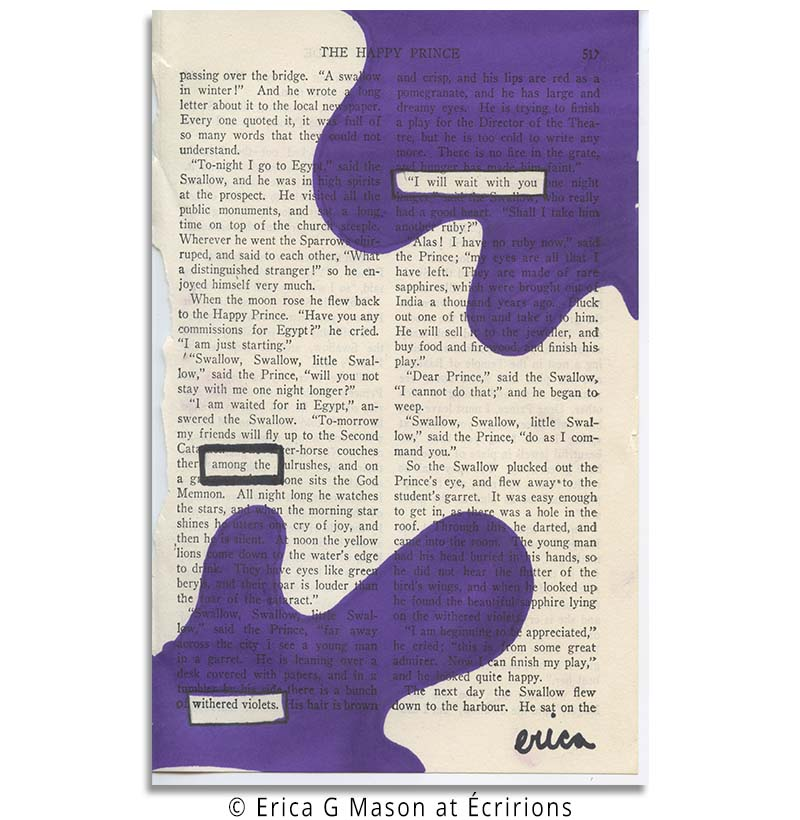 THE HAPPY PRINCE 517
passing over the bridge. “A swallow
in winter!” And he wrote a long
letter about it to the local newspaper.
Every one quoted it, it was full of
so many words that they could not
understand.
“To-night I go to Egypt,” said the
Swallow, and he was in high spirits
at the prospect. He visited all the
public monuments, and sat a long
time on top of the church steeple.
Wherever he went the Sparrows chir-
ruped, and said to each other, “What
a distinguished stranger!” so he en-
joyed himself very much.
When the moon rose he flew back
to the Happy Prince. “Have you any
commissions for Egypt?” he cried.
“I am just starting.”
“Swallow, Swallow, little Swal-
low,” said the Prince, “will you not
stay with me one night longer?”
“I am waited for in Egypt,” an-
swered the Swallow. “To-morrow
my friends will fly up to the Second
Cata er-horse couches
ther among the ulrushes, and on
a g one sits the God
Memnon. All night long he watches
the stars, and when the morning star
shines he utters one cry of joy, and
then he is silent. At noon the yellow
lions come down to the water’s edge
to drink. They have eyes like green
beryls, and their roar is louder than
the roar of the cataract.”
“Swallow, Swallow, little Swal-
low,” said the Prince, “far away
across the city I see a young man
in a garret. He is leaning over a
desk covered with papers, and in a
tumbler by his side there is a bunch
of withered violets. His hair is brown
and crisp, and his lips are red as a
pomegranate, and he has large and
dreamy eyes. He is trying to finish
a play for the Director of the Thea-
tre, but he is too cold to write any
more. There is no fire in the grate,
and hunger has made him faint.”
“I will wait with you one night
longer,” said the Swallow, who really
had a good heart. “Shall I take him
another ruby?”
“Alas! I have no ruby now,” said
the Prince; “my eyes are all that I
have left. They are made of rare
sapphires, which were brought out of
India a thousand years ago. Pluck
out one of them and take it to him.
He will sell it to the jeweller, and
buy food and firewood, and finish his
play.”
“Dear Prince,” said the Swallow,
“I cannot do that;” and he began to
weep.
“Swallow, Swallow, little Swal-
low,” said the Prince, “do as I com-
mand you.”
So the Swallow plucked out the
Prince’s eye, and flew away to the
student’s garret. It was easy enough
to get in, as there was a hole in the
roof. Through this he darted, and
came into the room. The young man
had his head buried in his hands, so
he did not hear the flutter of the
bird’s wings, and when he looked up
he found the beautiful sapphire lying
on the withered violets.
“I am beginning to be appreciated,”
he cried; “this is from some great
admirer. Now I can finish my play,”
and he looked quite happy.
The next day the Swallow flew
down to the harbour. He sat on the
erica
© Erica G Mason at Écririons